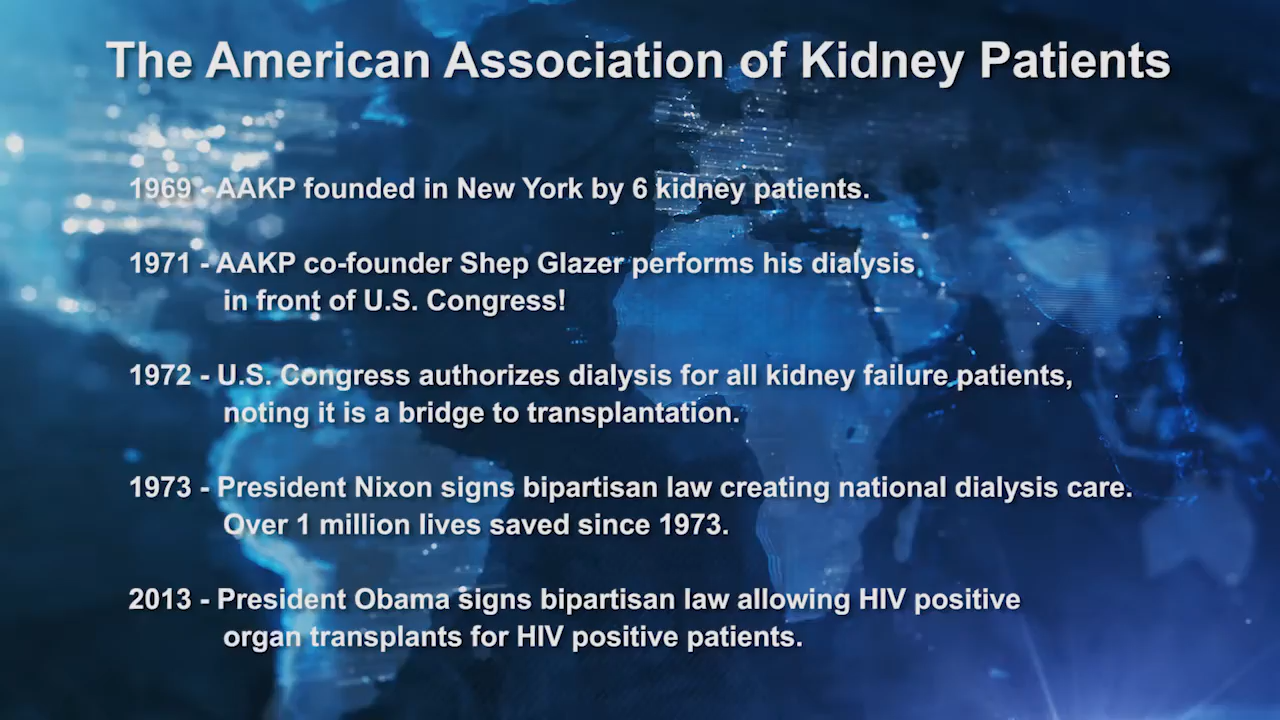 The American Association of Kidney Patients
1969 - AAKP founded in New York by 6 kidney patients.
1971 - AAKP co-founder Shep Glazer performs his dialysis
in front of U.S. Congress!
1972 - U.S. Congress authorizes dialysis for all kidney failure patients,
noting it is a bridge to transplantation.
1973 - President Nixon signs bipartisan law creating national dialysis care.
Over 1 million lives saved since 1973.
2013 - President Obama signs bipartisan law allowing HIV positive
organ transplants for HIV positive patients.